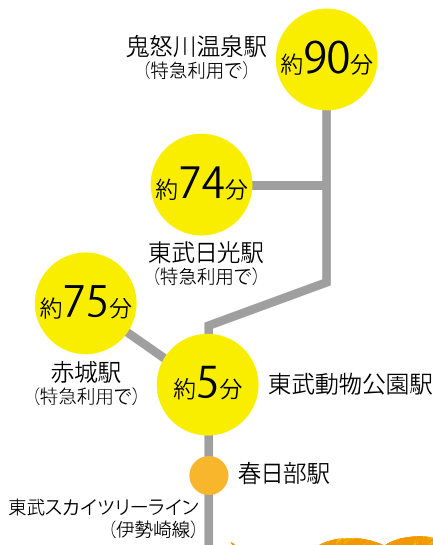 鬼怒川温泉駅
(特急利用で)
約90分
約74分
東武日光駅
(特急利用で)
約75分
赤城駅
(特急利用で)
約5分
東武動物公園駅
春日部駅
東武スカイツリーライン
(伊勢崎線)